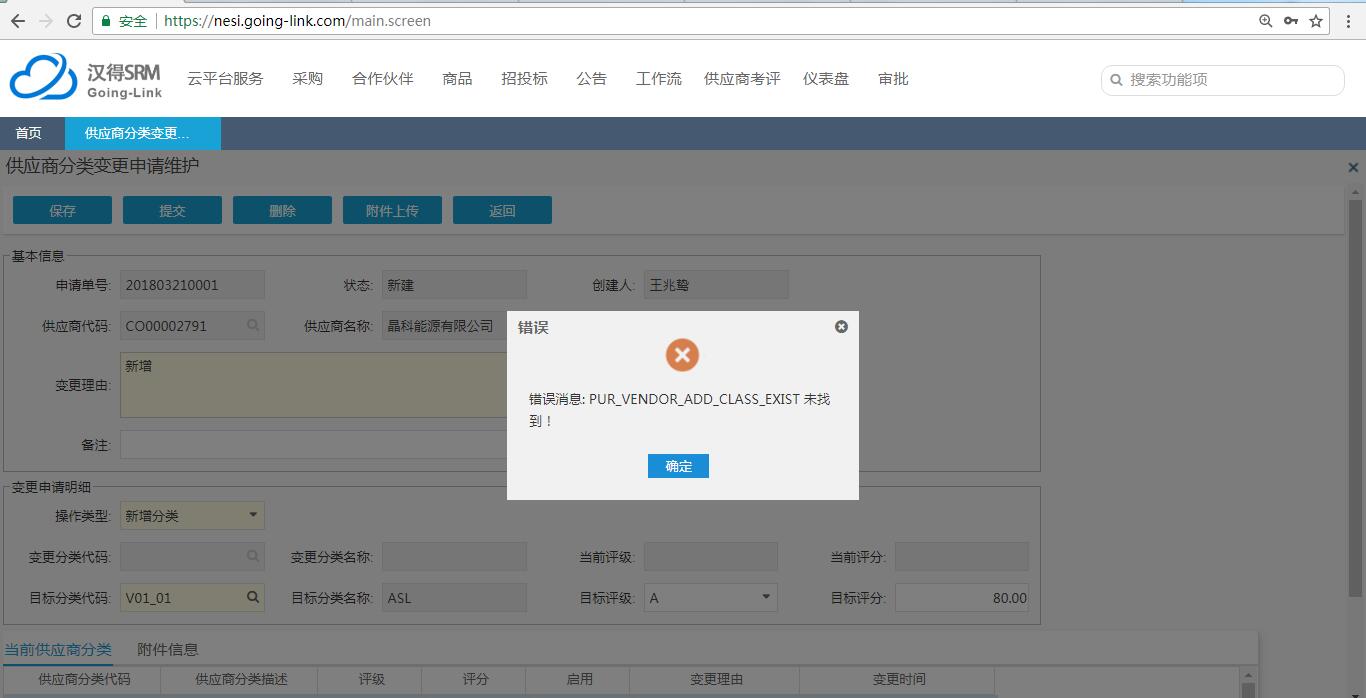 安全 https://nesi.going-link.com/main.screen
汉得SRM
Going-Link
云平台服务 采购 合作伙伴 商品 招投标 公告 工作流 供应商考评 仪表盘 审批
搜索功能项
首页 供应商分类变更...
供应商分类变更申请维护
保存 提交 删除 附件上传 返回
基本信息
申请单号: 201803210001 状态: 新建 创建人: 王兆鸷
供应商代码: CO00002791 供应商名称: 晶科能源有限公司
变更理由: 新增
备注:
错误
错误消息: PUR_VENDOR_ADD_CLASS_EXIST 未找
到！
确定
变更申请明细
操作类型: 新增分类
变更分类代码: 变更分类名称: 当前评级: 当前评分:
目标分类代码: V01_01 目标分类名称: ASL 目标评级: A 目标评分: 80.00
当前供应商分类 附件信息
供应商分类代码 供应商分类描述 评级 评分 启用 变更理由 变更时间